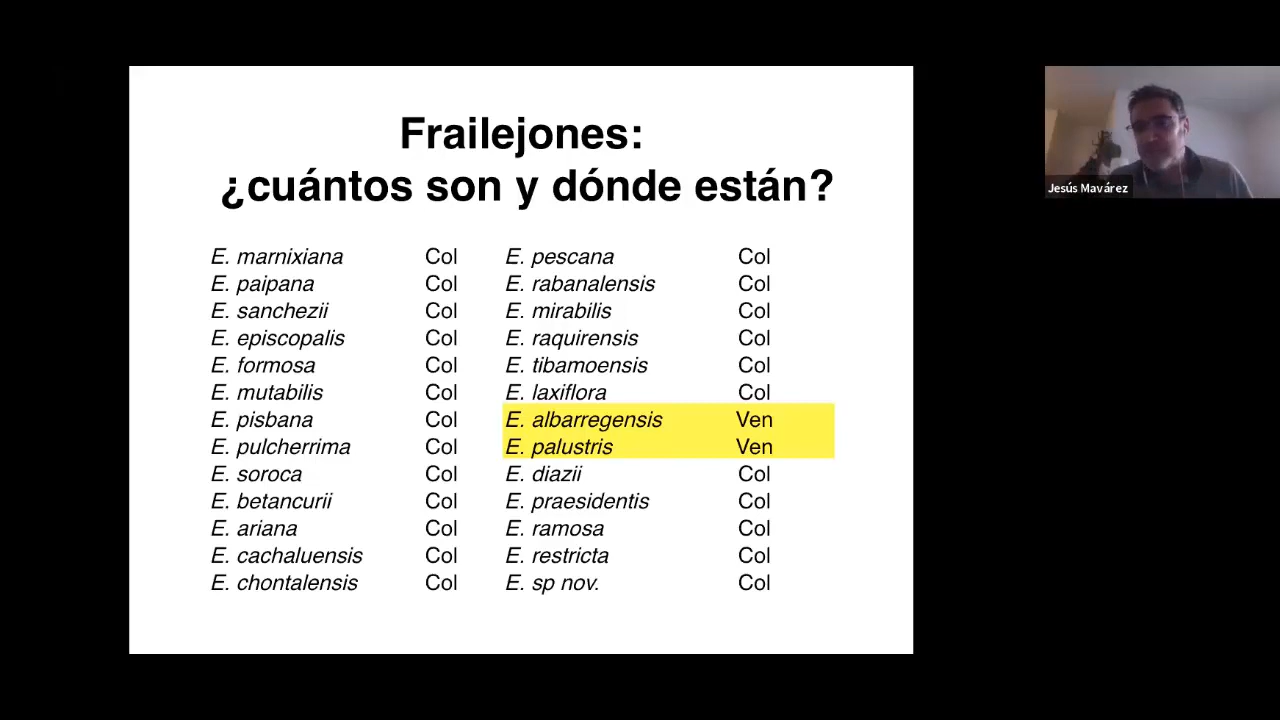 Frailejones:
¿cuántos son y dónde están?
E. marnixiana Col E. pescana Col
E. paipana Col E. rabanalensis Col
E. sanchezii Col E. mirabilis Col
E. episcopalis Col E. raquirensis Col
E. formosa Col E. tibamoensis Col
E. mutabilis Col E. laxiflora Col
E. pisbana Col E. albarregensis Ven
E. pulcherrima Col E. palustris Ven
E. soroca Col E. diazii Col
E. betancurii Col E. praesidentis Col
E. ariana Col E. ramosa Col
E. cachaluensis Col E. restricta Col
E. chontalensis Col E. sp nov. Col
Jesús Mavárez